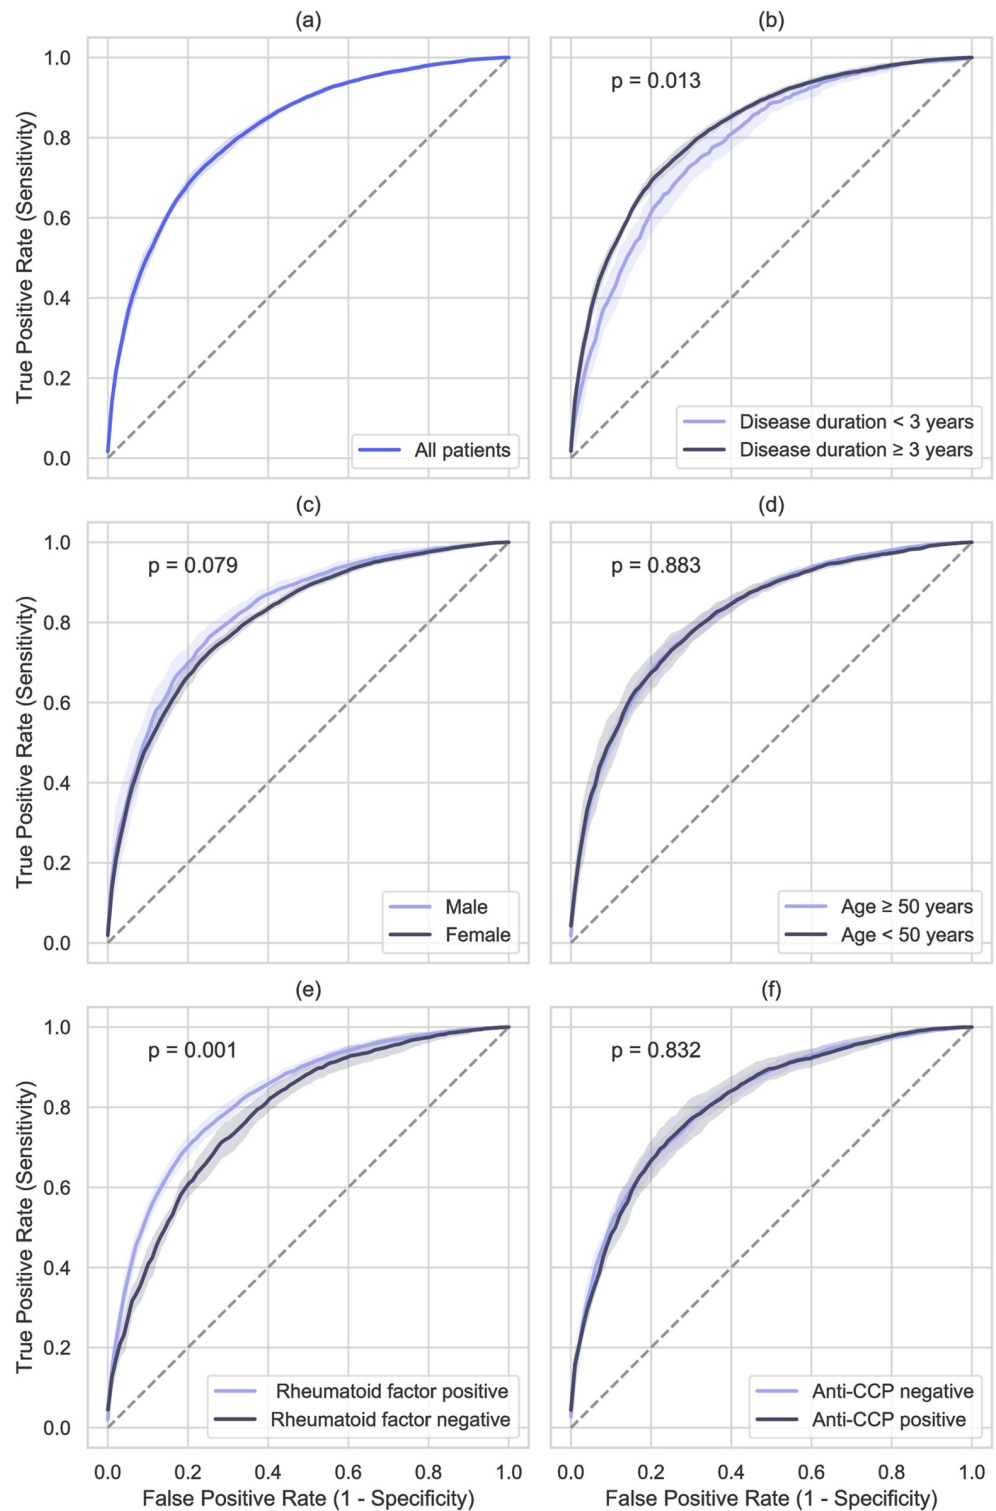 (a)
True Positive Rate (Sensitivity)
1.0
0.8
0.6
0.4
0.2
0.0
All patients
(b)
p = 0.013
Disease duration < 3 years
Disease duration ≥ 3 years
(c)
True Positive Rate (Sensitivity)
1.0
0.8
0.6
0.4
0.2
0.0
p = 0.079
Male
Female
(d)
p = 0.883
Age ≥ 50 years
Age < 50 years
(e)
True Positive Rate (Sensitivity)
1.0
0.8
0.6
0.4
0.2
0.0
p = 0.001
Rheumatoid factor positive
Rheumatoid factor negative
0.0 0.2 0.4 0.6 0.8 1.0
False Positive Rate (1 - Specificity)
(f)
p = 0.832
Anti-CCP negative
Anti-CCP positive
0.0 0.2 0.4 0.6 0.8 1.0
False Positive Rate (1 - Specificity)